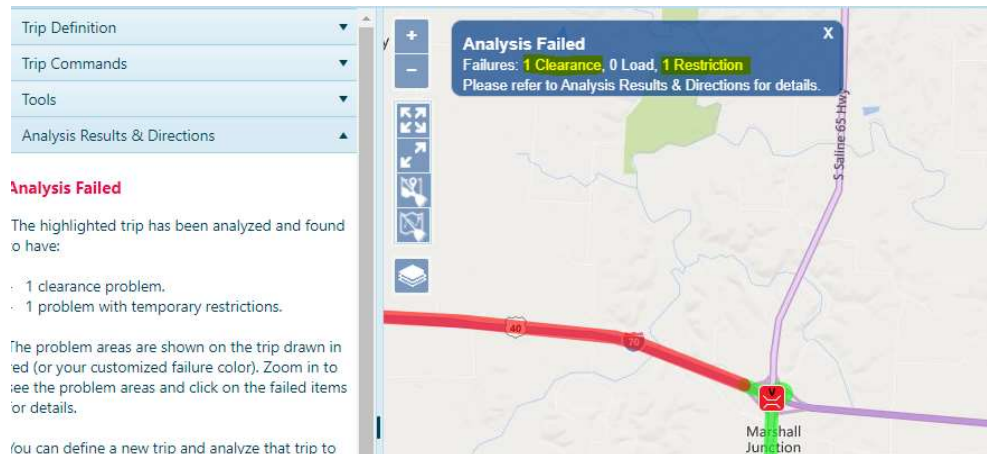 Trip Definition
Trip Commands
Tools
Analysis Results & Directions
Analysis Failed
The highlighted trip has been analyzed and found
to have:
- 1 clearance problem.
- 1 problem with temporary restrictions.
The problem areas are shown on the trip drawn in
red (or your customized failure color). Zoom in to
see the problem areas and click on the failed items
for details.
You can define a new trip and analyze that trip to
y
+
−
Analysis Failed
X
Failures: 1 Clearance, 0 Load, 1 Restriction
Please refer to Analysis Results & Directions for details.
S Saline 65 Hwy
40
70
Marshall
Junction